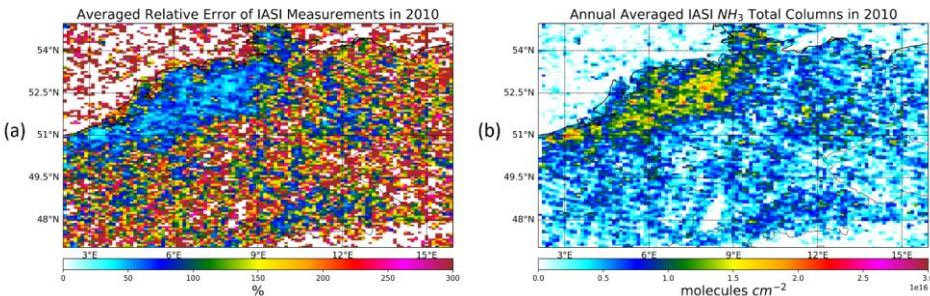 Averaged Relative Error of IASI Measurements in 2010
54°N
52.5°N
(a)
51°N
49.5°N
48°N
3°E 6°E 9°E 12°E 15°E
0 50 100 150 200 250 300
%
Annual Averaged IASI NH₃ Total Columns in 2010
54°N
52.5°N
(b)
51°N
49.5°N
48°N
3°E 6°E 9°E 12°E 15°E
0.0 0.5 1.0 1.5 2.0 2.5 3.0
1e16
molecules cm⁻²